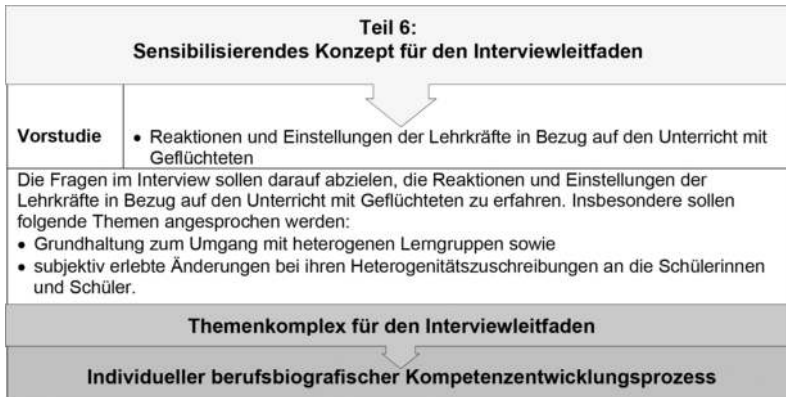 Teil 6:
Sensibilisierendes Konzept für den Interviewleitfaden
Vorstudie
• Reaktionen und Einstellungen der Lehrkräfte in Bezug auf den Unterricht mit
Geflüchteten
Die Fragen im Interview sollen darauf abzielen, die Reaktionen und Einstellungen der
Lehrkräfte in Bezug auf den Unterricht mit Geflüchteten zu erfahren. Insbesondere sollen
folgende Themen angesprochen werden:
• Grundhaltung zum Umgang mit heterogenen Lerngruppen sowie
• subjektiv erlebte Änderungen bei ihren Heterogenitätszuschreibungen an die Schülerinnen
und Schüler.
Themenkomplex für den Interviewleitfaden
Individueller berufsbiografischer Kompetenzentwicklungsprozess